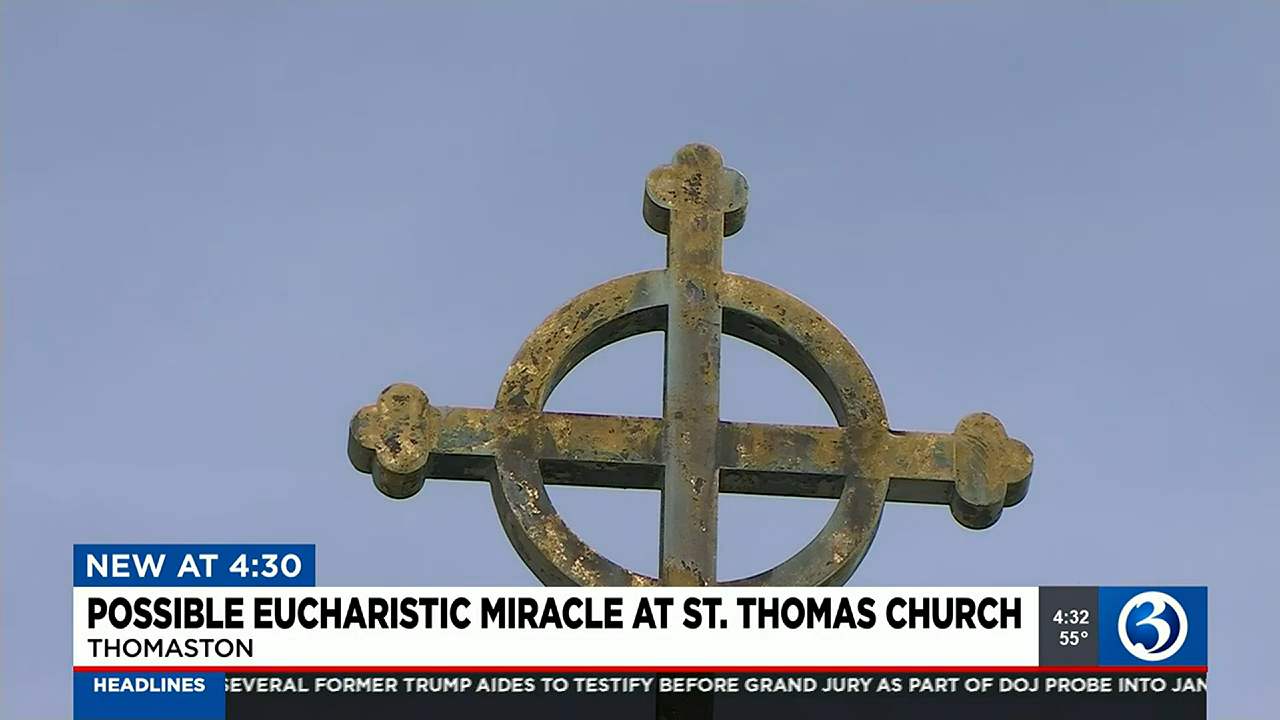 NEW AT 4:30
POSSIBLE EUCHARISTIC MIRACLE AT ST. THOMAS CHURCH
THOMASTON
4:32
55°
3
HEADLINES
SEVERAL FORMER TRUMP AIDES TO TESTIFY BEFORE GRAND JURY AS PART OF DOJ PROBE INTO JAN